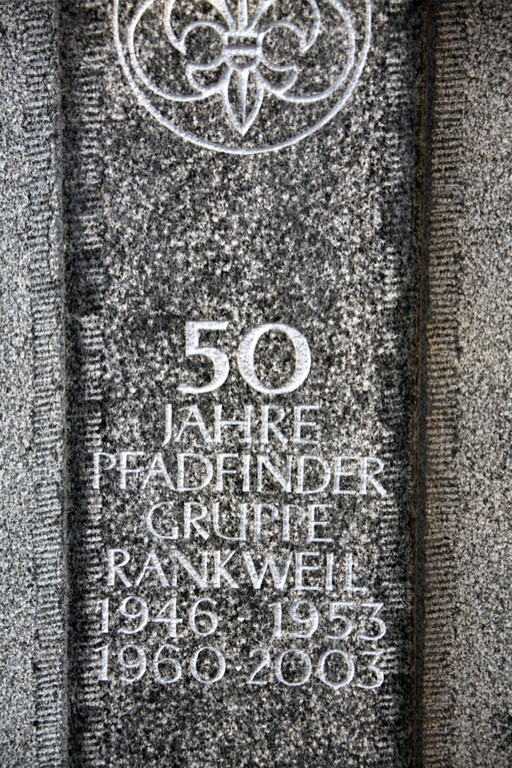 50
JAHRE
PFADFINDER
GRUPPE
RANKWEIL
1946 1953
1960 2003